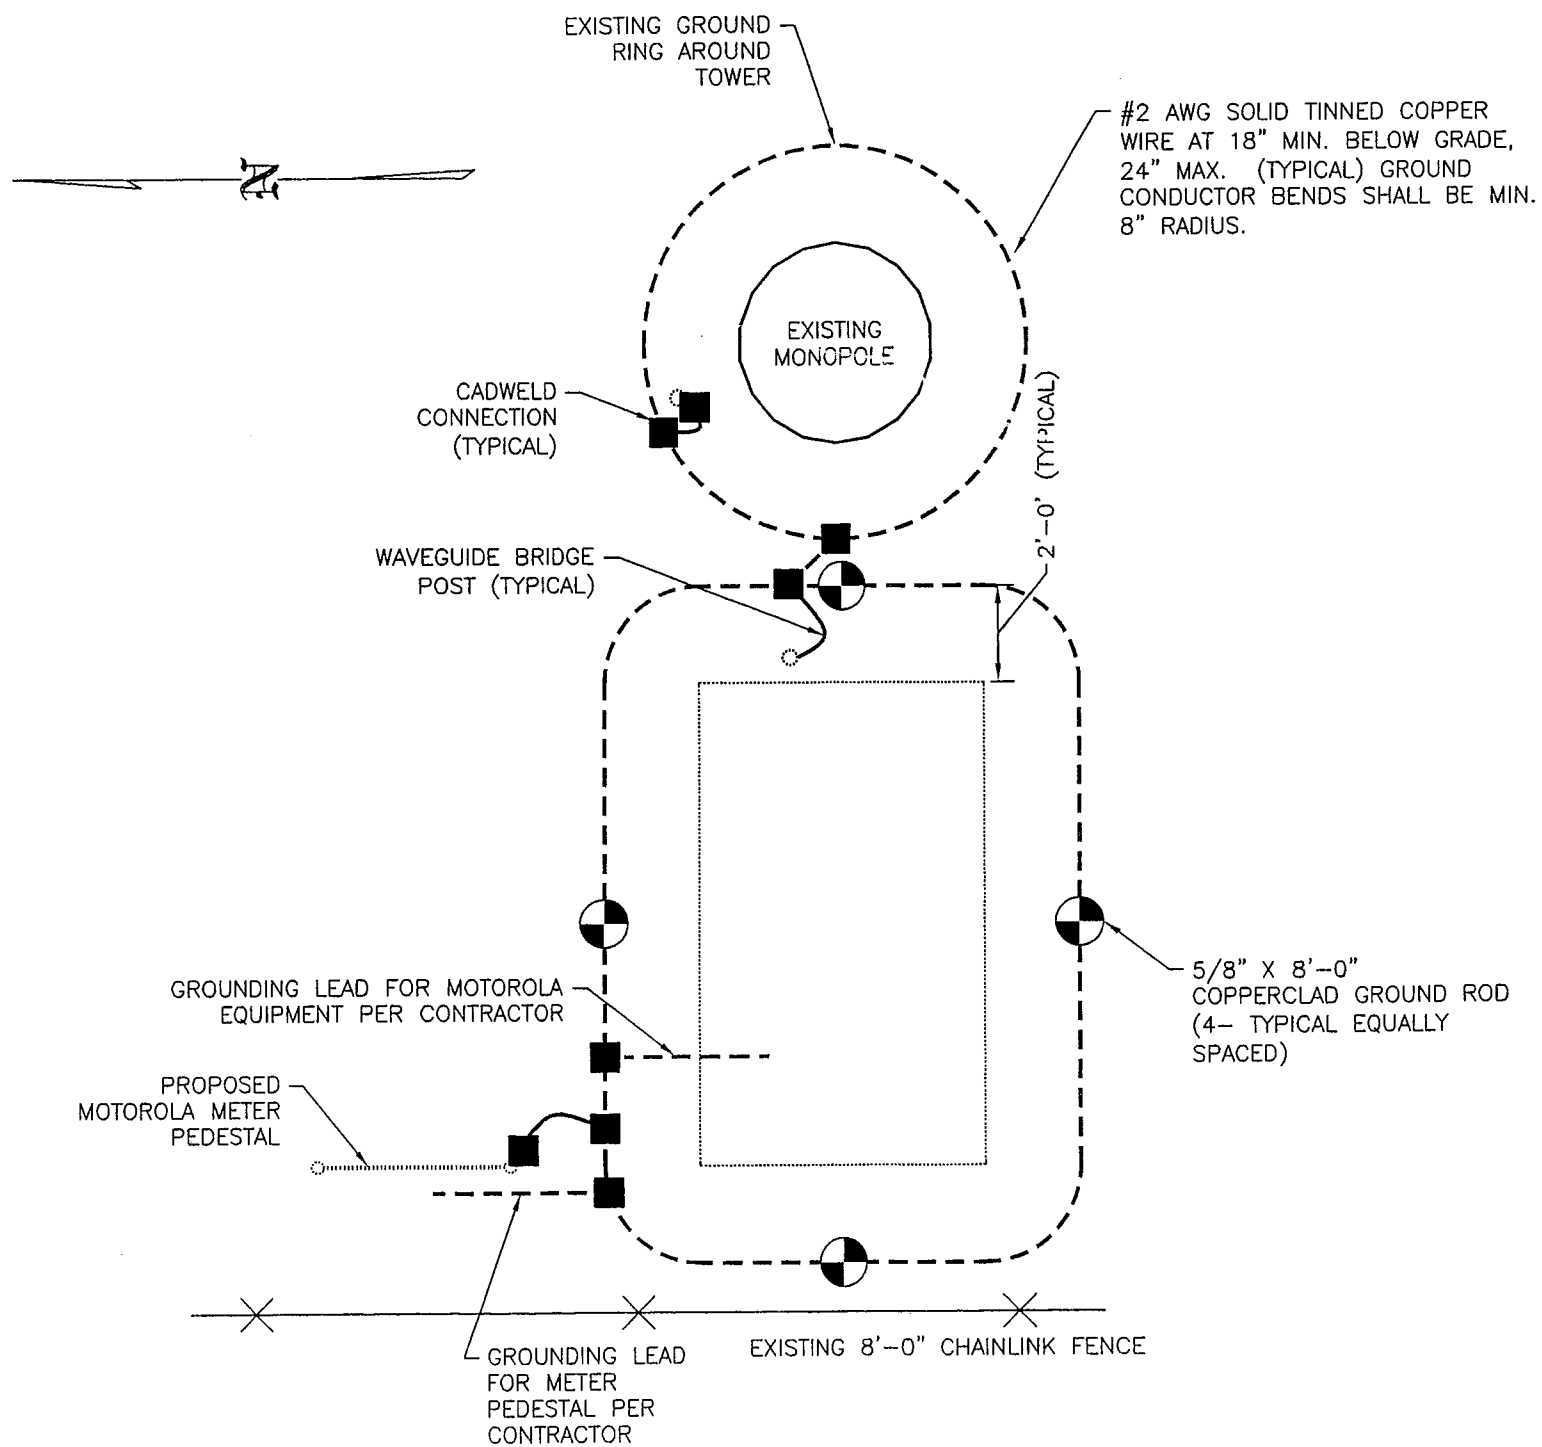 EXISTING GROUND
RING AROUND
TOWER
#2 AWG SOLID TINNED COPPER
WIRE AT 18" MIN. BELOW GRADE,
24" MAX. (TYPICAL) GROUND
CONDUCTOR BENDS SHALL BE MIN.
8" RADIUS.
N
EXISTING
MONOPOLE
CADWELD
CONNECTION
(TYPICAL)
2'-0' (TYPICAL)
WAVEGUIDE BRIDGE
POST (TYPICAL)
GROUNDING LEAD FOR MOTOROLA
EQUIPMENT PER CONTRACTOR
5/8" X 8'-0"
COPPERCLAD GROUND ROD
(4- TYPICAL EQUALLY
SPACED)
PROPOSED
MOTOROLA METER
PEDESTAL
EXISTING 8'-0" CHAINLINK FENCE
GROUNDING LEAD
FOR METER
PEDESTAL PER
CONTRACTOR